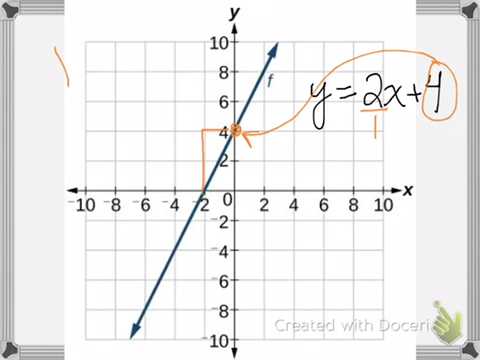 y
10
8
f
6
y = 2x + 4
1
4
2
x
-10 -8 -6 -4 -2 0 2 4 6 8 10
-2
-4
-6
-8
-10
Created with Doceri